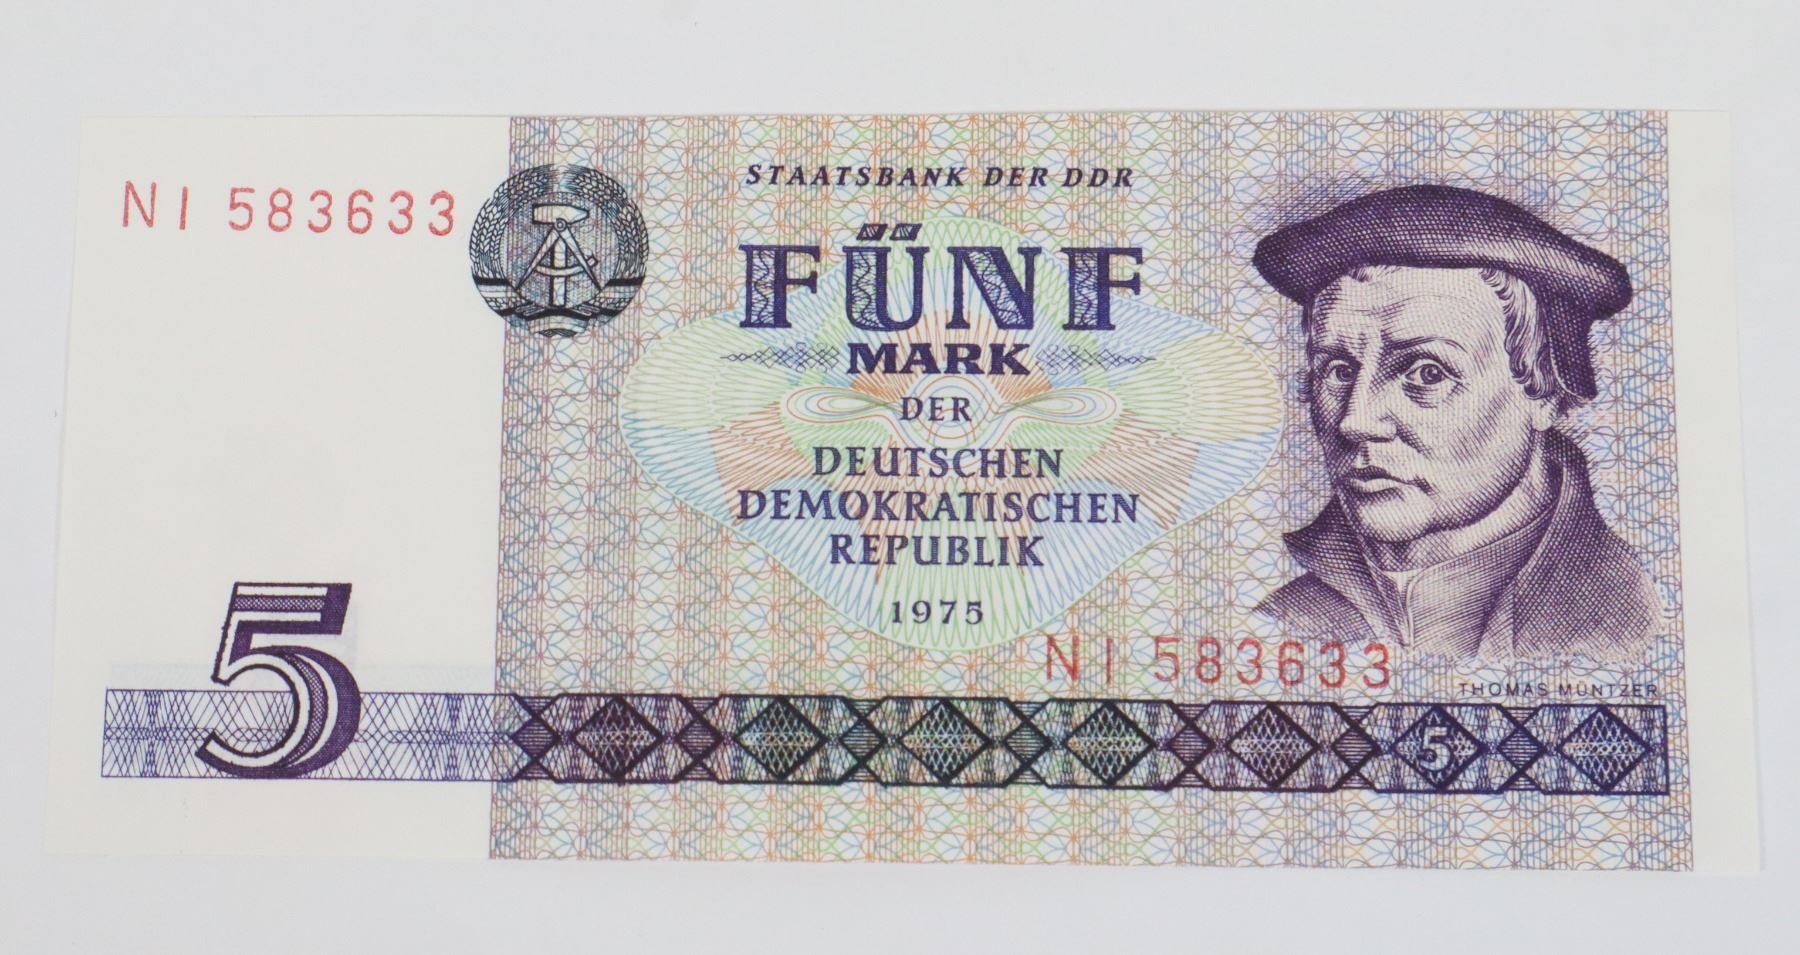 NI 583633
STAATSBANK DER DDR
FÜNF
MARK
DER
DEUTSCHEN
DEMOKRATISCHEN
REPUBLIK
1975
NI 583633
THOMAS MÜNTZER
5
5